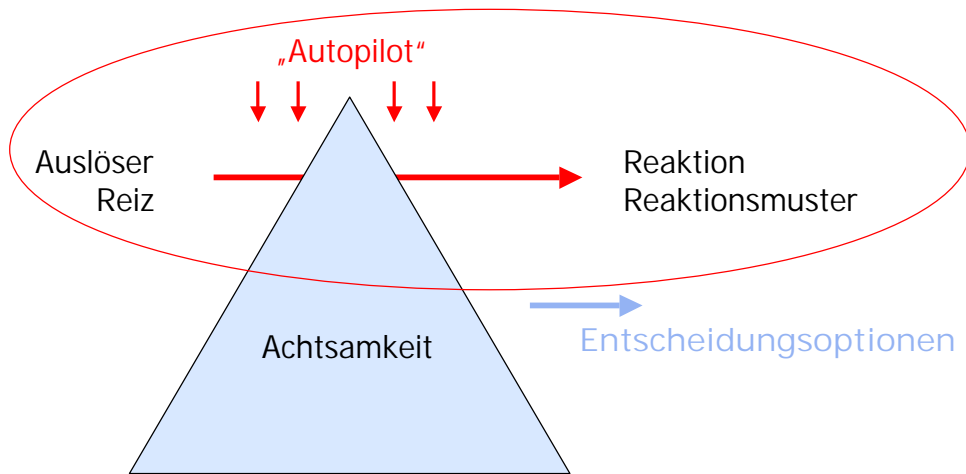 „Autopilot“
Auslöser
Reiz
Reaktion
Reaktionsmuster
Achtsamkeit
Entscheidungsoptionen